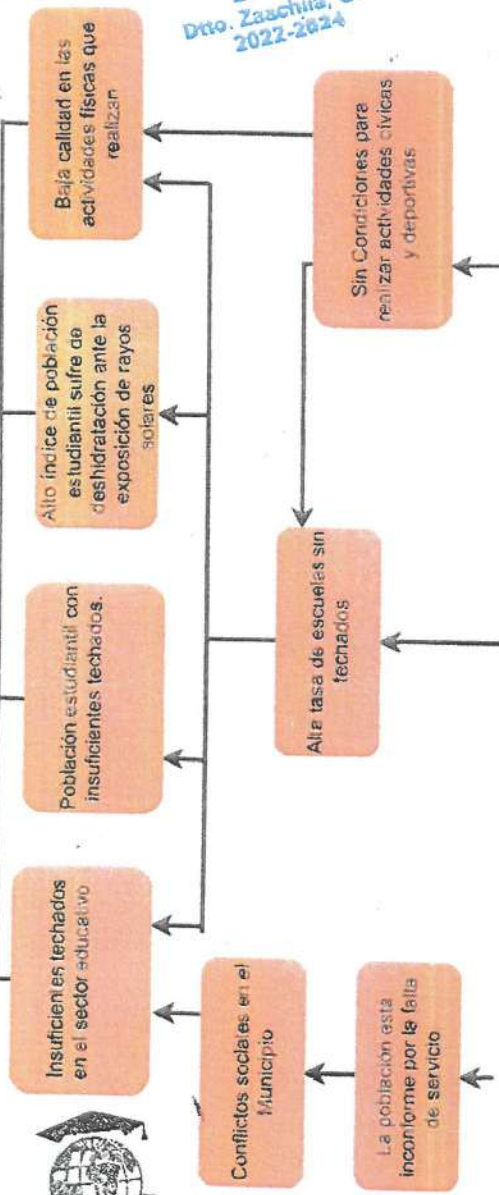 Dtto. Zaachila,
2022-2024
Insuficientes techados
en el sector educativo
Población estudiantil con
insuficientes techados.
Alto índice de población
estudiantil sufre de
deshidratación ante la
exposición de rayos
solares
Baja calidad en las
actividades físicas que
realizan
Conflictos sociales en el
Municipio
Alta tasa de escuelas sin
techados
Sin Condiciones para
realizar actividades cívicas
y deportivas
La población está
inconforme por la falta
de servicio